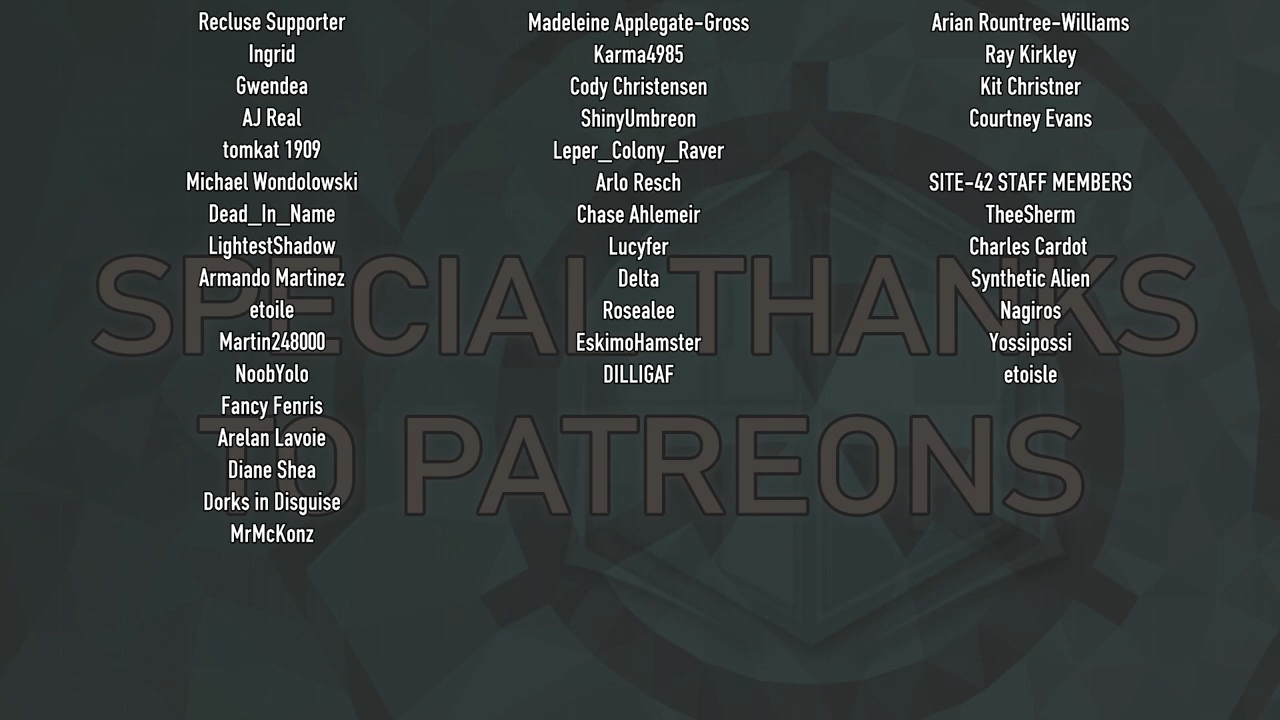 Recluse Supporter
Ingrid
Gwendea
AJ Real
tomkat 1909
Michael Wondolowski
Dead_In_Name
LightestShadow
Armando Martinez
etoile
Martin248000
NoobYolo
Fancy Fenris
Arelan Lavoie
Diane Shea
Dorks in Disguise
MrMcKonz
Madeleine Applegate-Gross
Karma4985
Cody Christensen
ShinyUmbreon
Leper_Colony_Raver
Arlo Resch
Chase Ahlemeir
Lucyfer
Delta
Rosealee
EskimoHamster
DILLIGAF
Arian Rountree-Williams
Ray Kirkley
Kit Christner
Courtney Evans
SITE-42 STAFF MEMBERS
TheeSherm
Charles Cardot
Synthetic Alien
Nagiros
Yossipossi
etoisle
SPECIAL THANKS
TO PATREONS